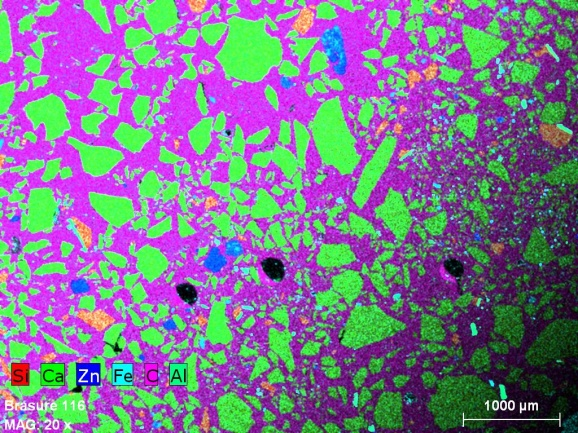 Si Ca Zn Fe C Al
Brasure 116
MAG: 20 x
1000 µm